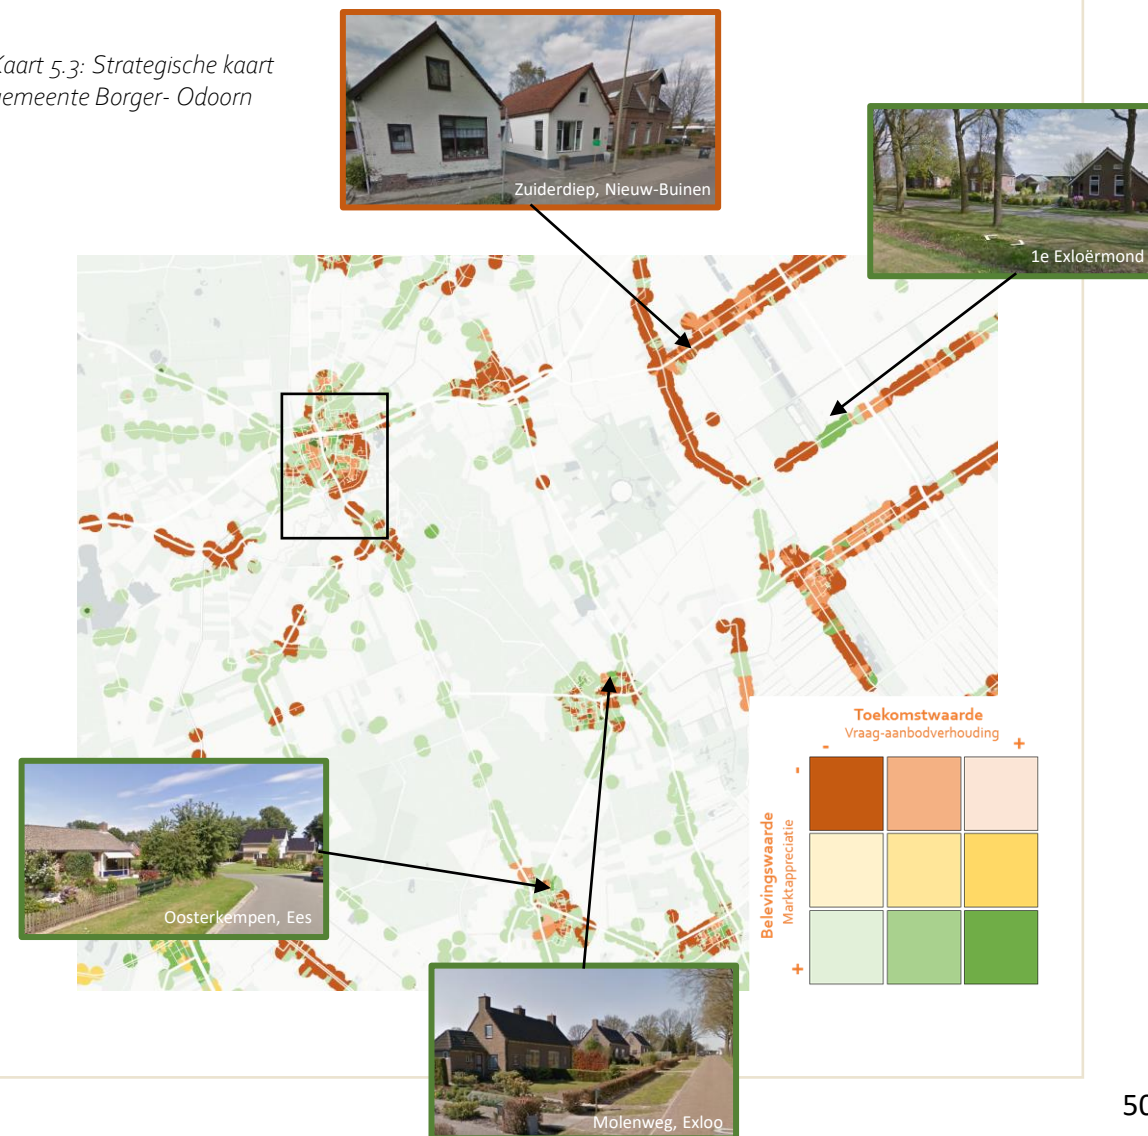 Kaart 5.3: Strategische kaart
gemeente Borger- Odoorn
Zuiderdiep, Nieuw-Buinen
1e Exloërmond
Toekomstwaarde
Vraag-aanbodverhouding
- +
-
Belevingswaarde
Marktappreciatie
+
Oosterkempen, Ees
Molenweg, Exloo
50